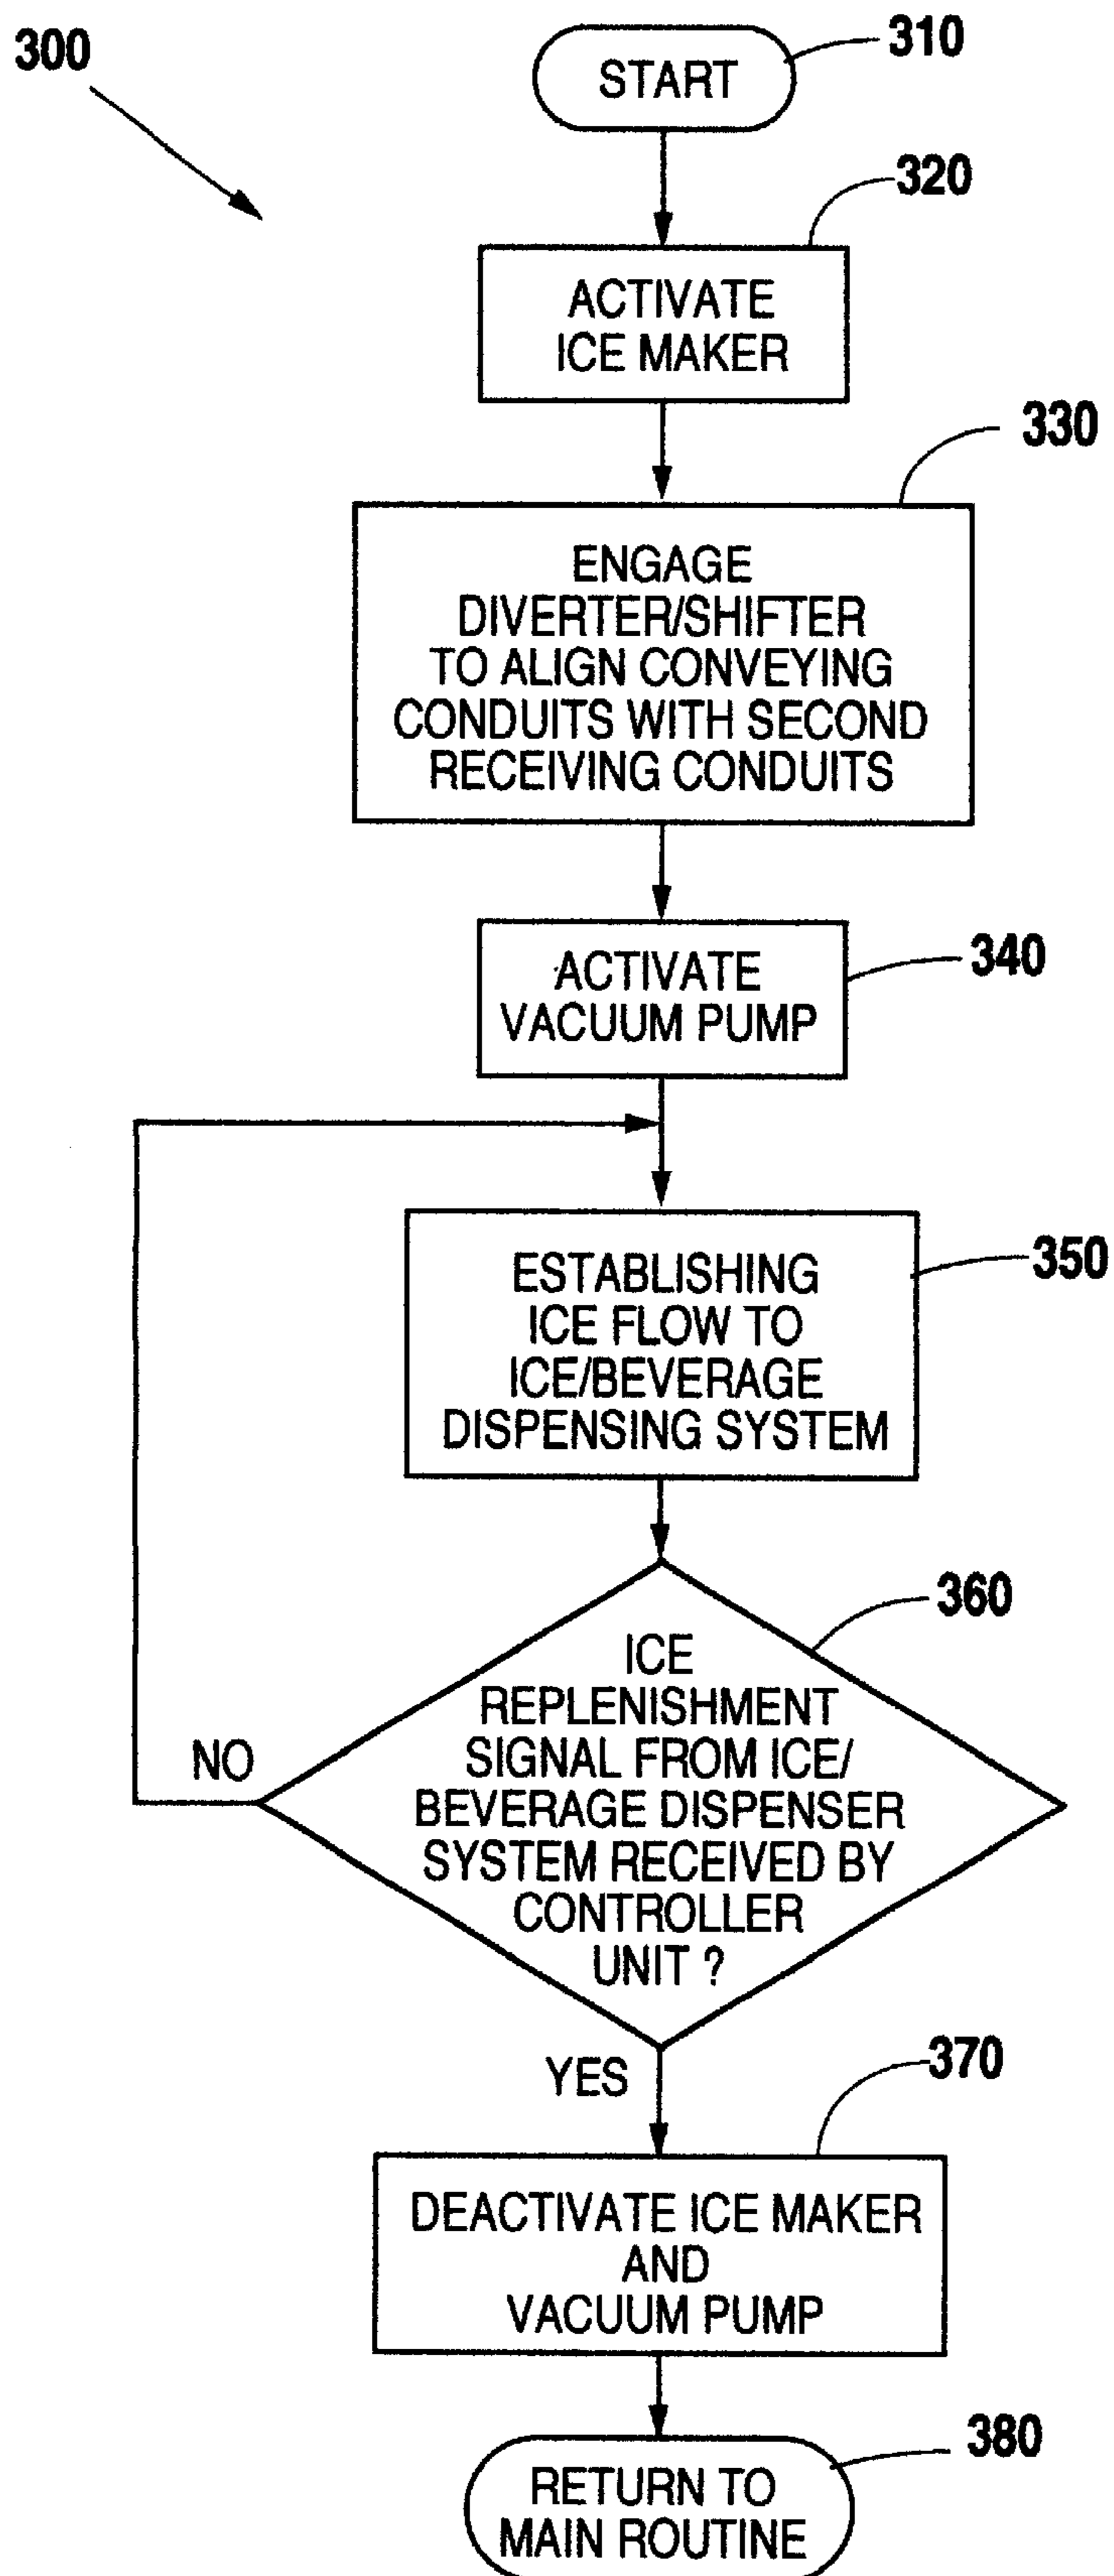 300
START
310
320
ACTIVATE
ICE MAKER
330
ENGAGE
DIVERTER/SHIFTER
TO ALIGN CONVEYING
CONDUITS WITH SECOND
RECEIVING CONDUITS
340
ACTIVATE
VACUUM PUMP
350
ESTABLISHING
ICE FLOW TO
ICE/BEVERAGE
DISPENSING SYSTEM
360
ICE
REPLENISHMENT
SIGNAL FROM ICE/
BEVERAGE DISPENSER
SYSTEM RECEIVED BY
CONTROLLER
UNIT ?
NO
YES
370
DEACTIVATE ICE MAKER
AND
VACUUM PUMP
380
RETURN TO
MAIN ROUTINE